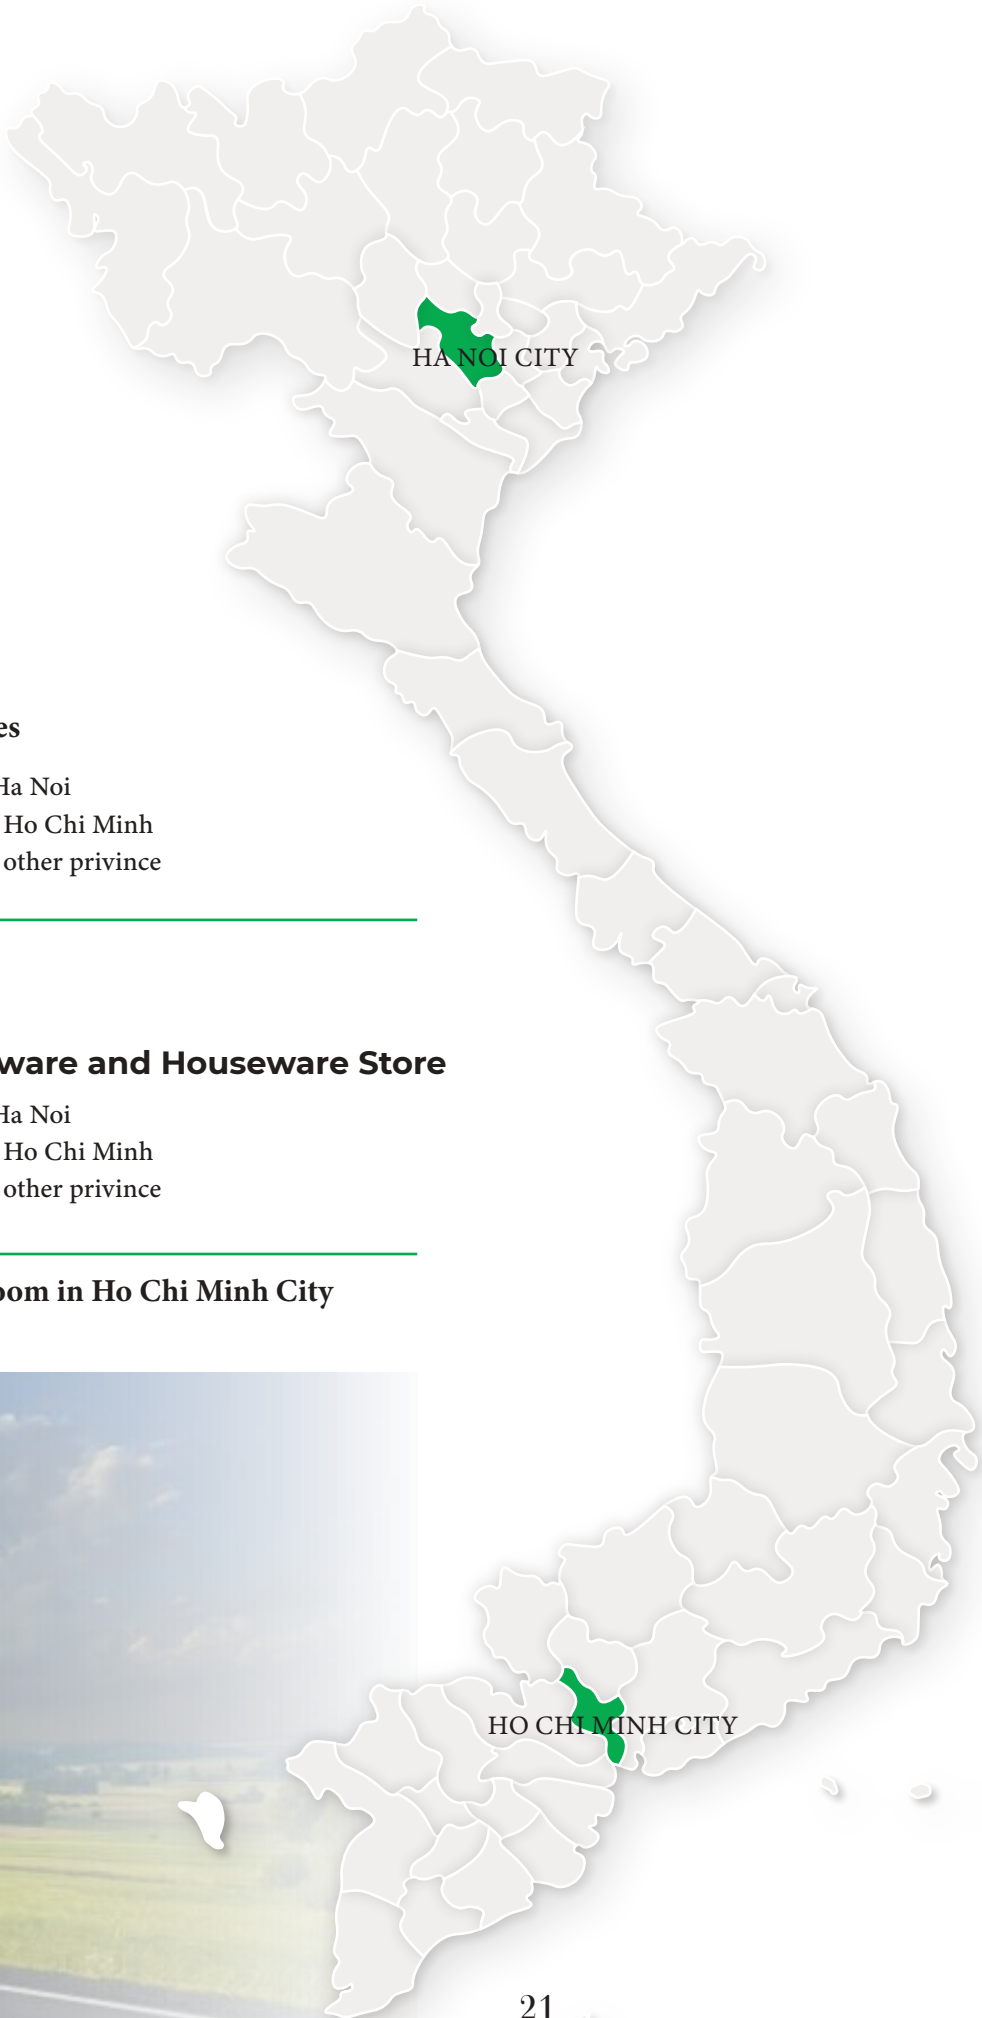 HA NOI CITY
es
Ha Noi
Ho Chi Minh
other privince
ware and Houseware Store
Ha Noi
Ho Chi Minh
other privince
oom in Ho Chi Minh City
HO CHI MINH CITY
21